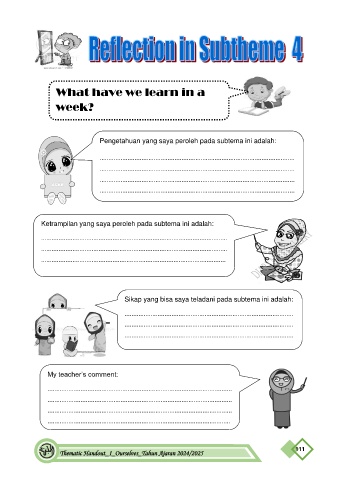 Reflection in Subtheme 4
What have we learn in a
week?
Pengetahuan yang saya peroleh pada subtema ini adalah:
Ketrampilan yang saya peroleh pada subtema ini adalah:
Sikap yang bisa saya teladani pada subtema ini adalah:
My teacher's comment:
Thematic Handout_1_Ourselves_Tahun Ajaran 2024/2025
111